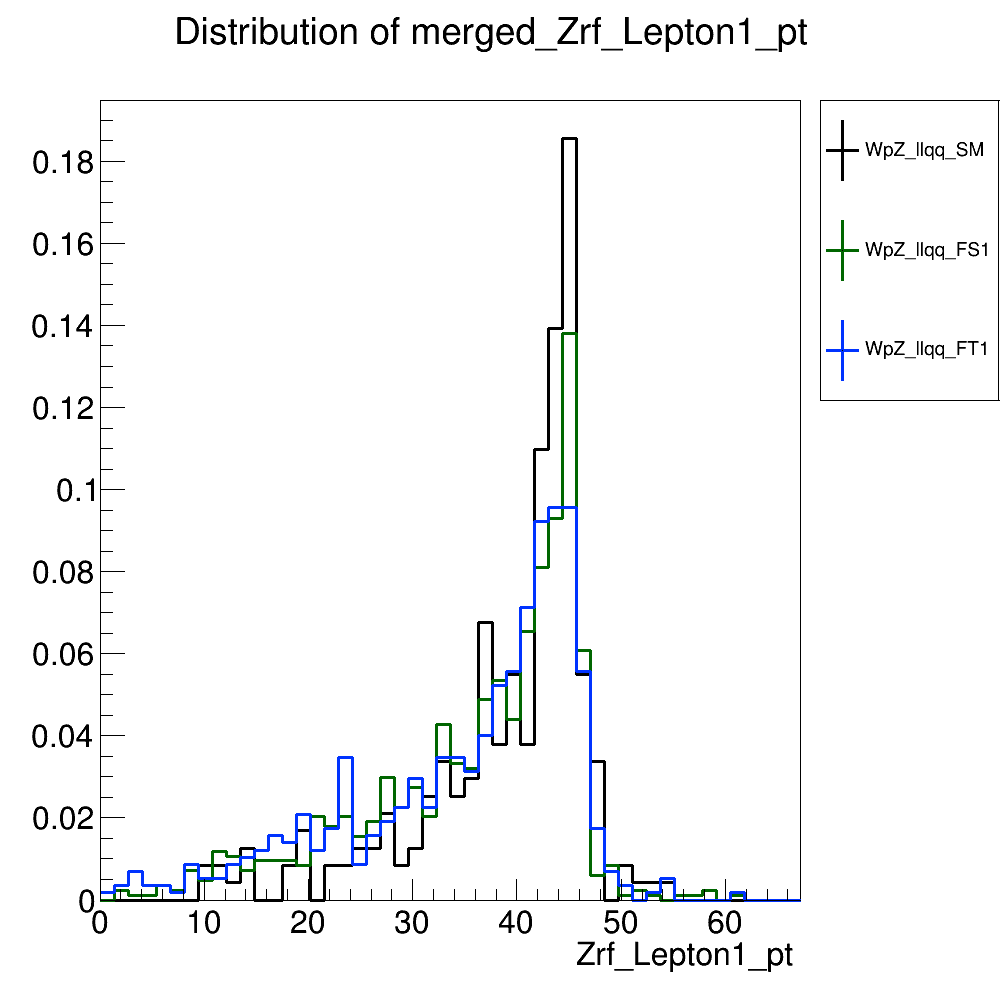 Distribution of merged_Zrf_Lepton1_pt
0.18
0.16
0.14
0.12
0.1
0.08
0.06
0.04
0.02
0
0 10 20 30 40 50 60
Zrf_Lepton1_pt
WpZ_llqq_SM
WpZ_llqq_FS1
WpZ_llqq_FT1